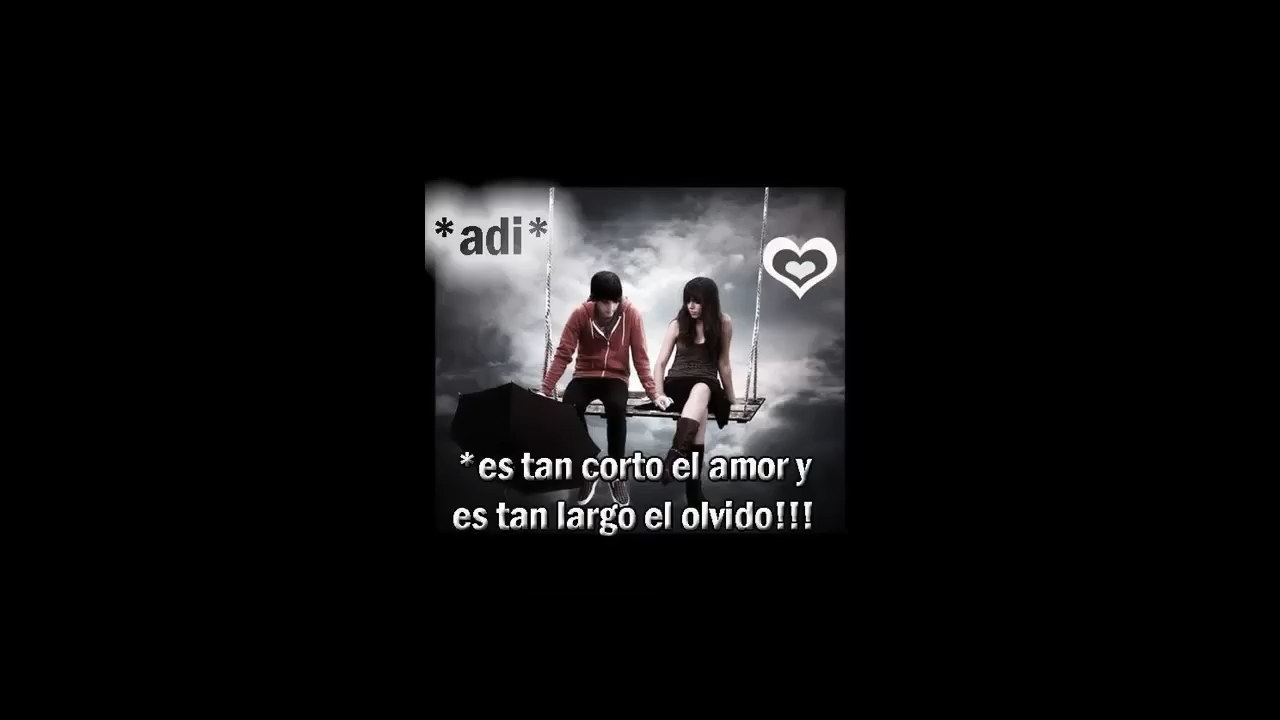 *adi*
*es tan corto el amor y
es tan largo el olvido!!!